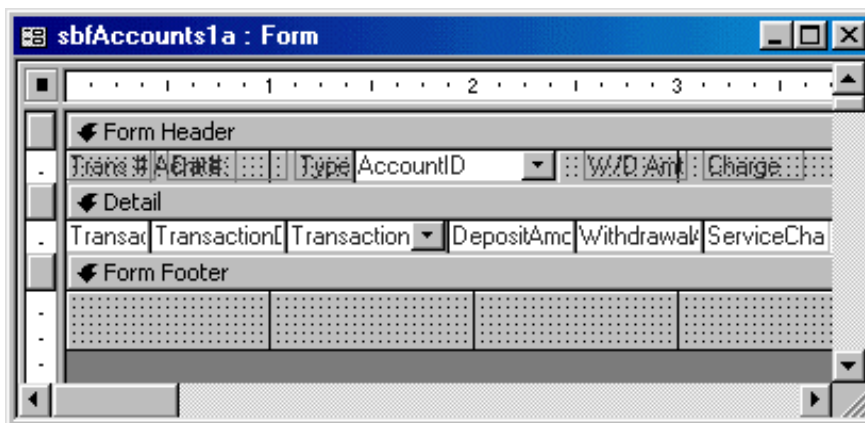 sbfAccounts1a : Form
1 2 3
Form Header
Trans # Type AccountID W/D Amt Charge
Detail
Transac TransactionD Transaction DepositAmo Withdrawal ServiceCha
Form Footer